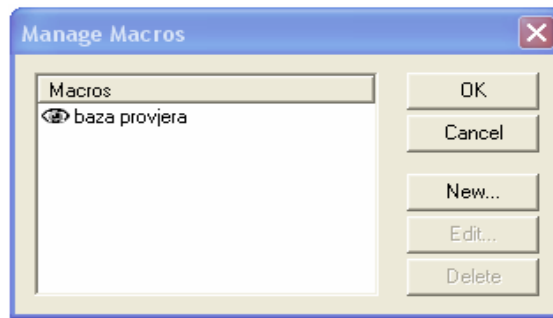 Manage Macros
Macros
baza provjera
OK
Cancel
New...
Edit...
Delete